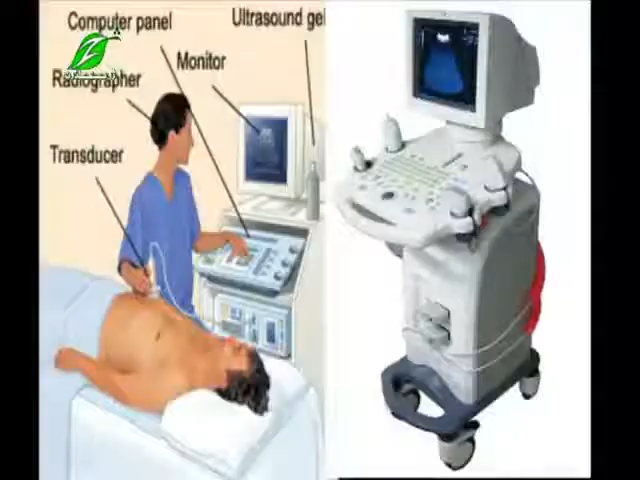 Computer panel
Ultrasound gel
Radiographer
Monitor
Transducer